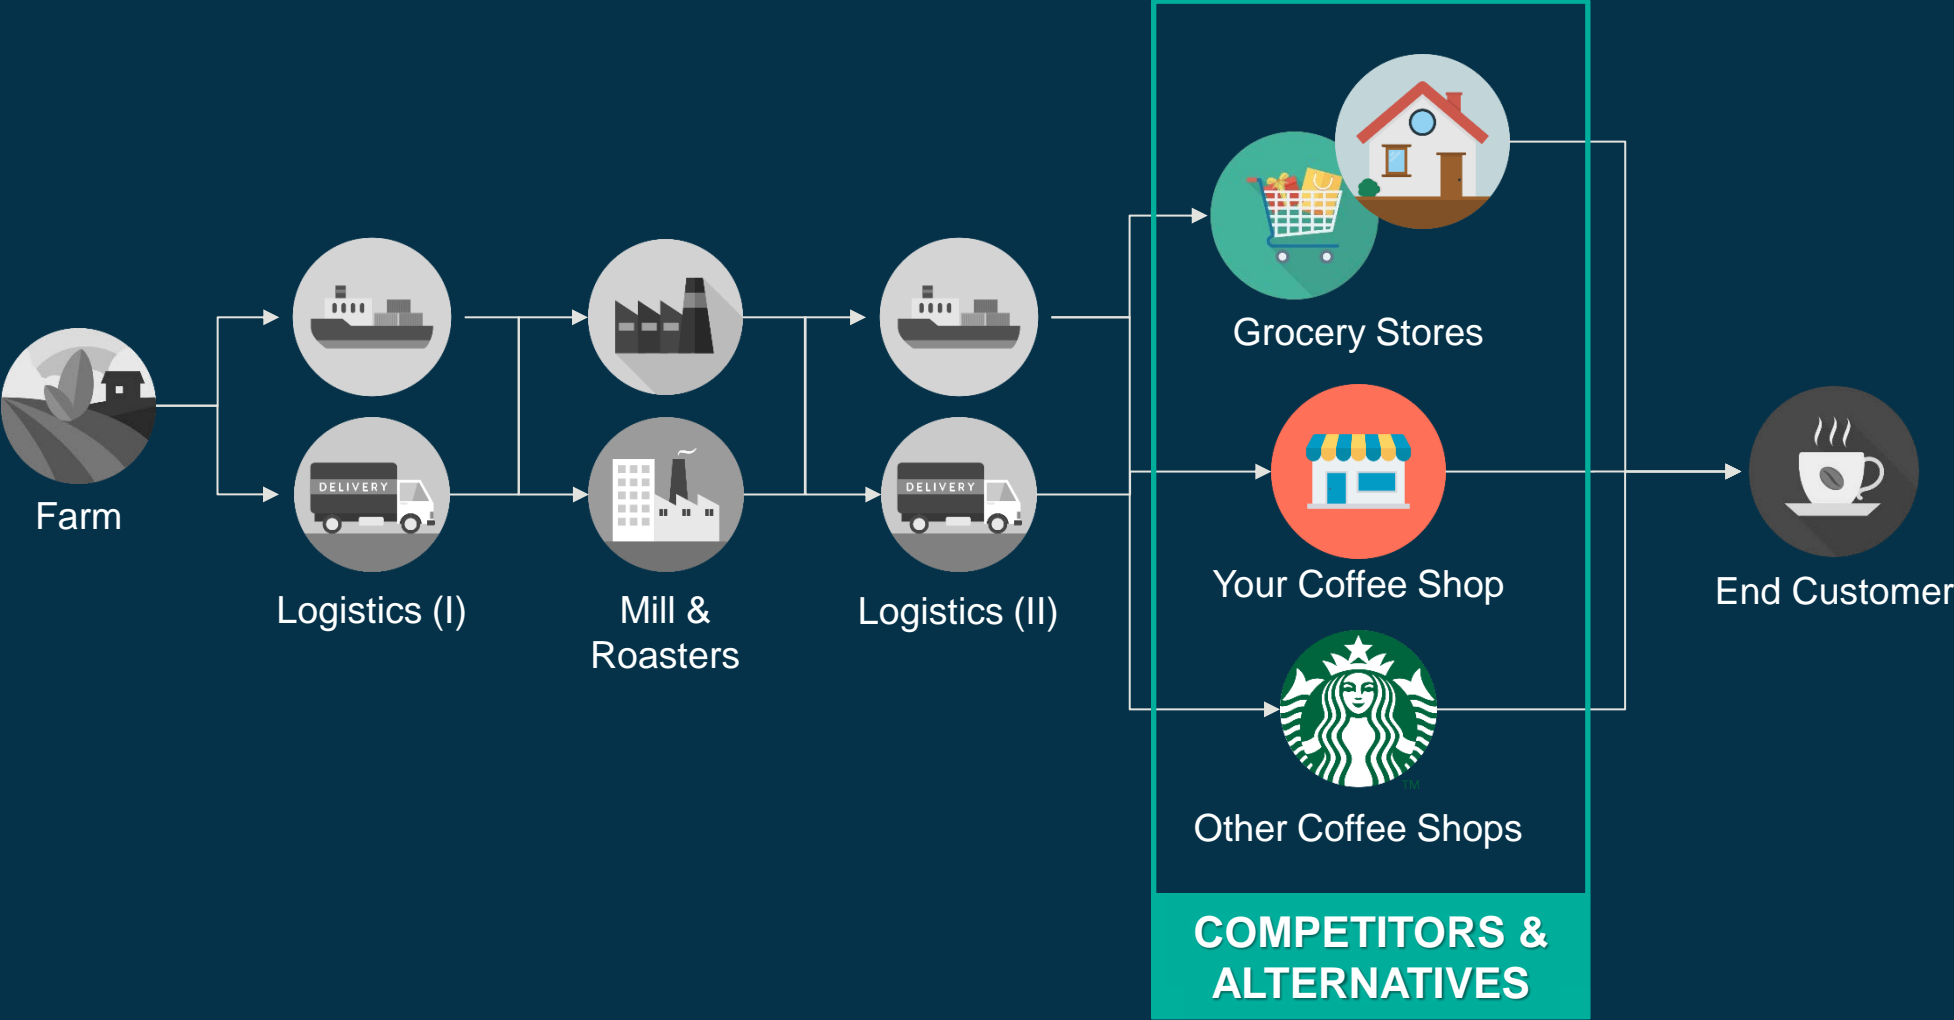 Farm
DELIVERY
Logistics (I)
Mill &
Roasters
DELIVERY
Logistics (II)
Grocery Stores
Your Coffee Shop
TM
Other Coffee Shops
COMPETITORS &
ALTERNATIVES
End Customer